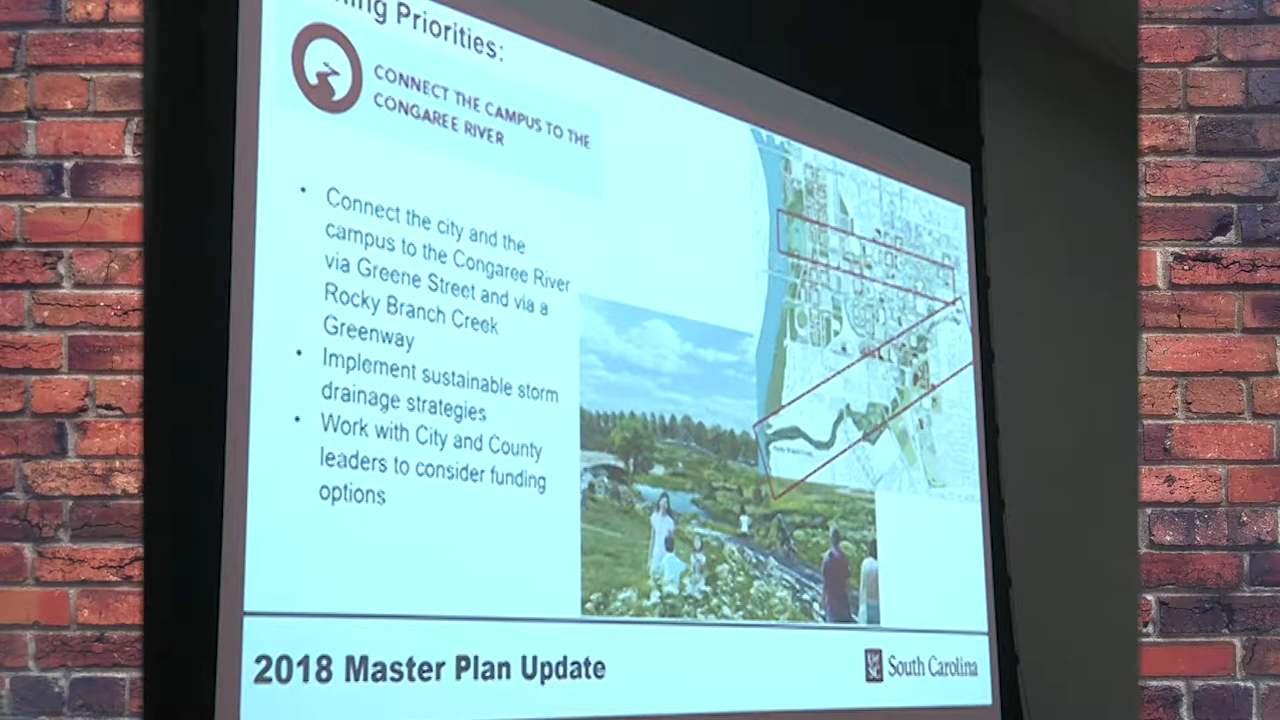 Priorities:
CONNECT THE CAMPUS TO THE
CONGAREE RIVER
• Connect the city and the
campus to the Congaree River
via Greene Street and via a
Rocky Branch Creek
Greenway
• Implement sustainable storm
drainage strategies
• Work with City and County
leaders to consider funding
options
2018 Master Plan Update
South Carolina